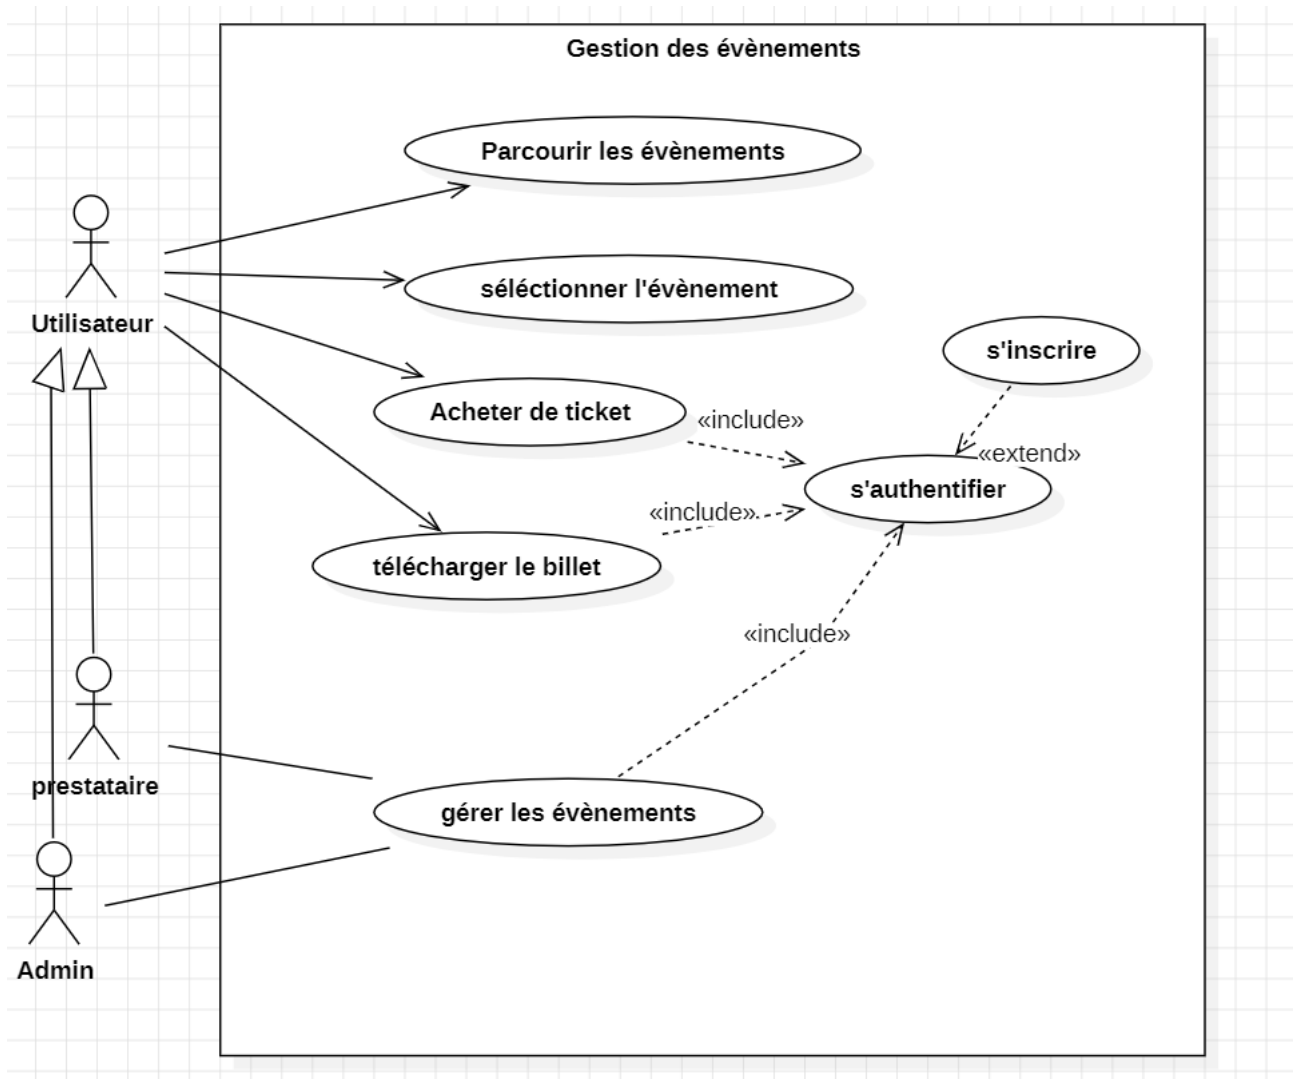 Gestion des évènements
Parcourir les évènements
séléctionner l'évènement
Utilisateur
s'inscrire
Acheter de ticket
«include»
«extend»
s'authentifier
«include»
télécharger le billet
«include»
prestataire
gérer les évènements
Admin